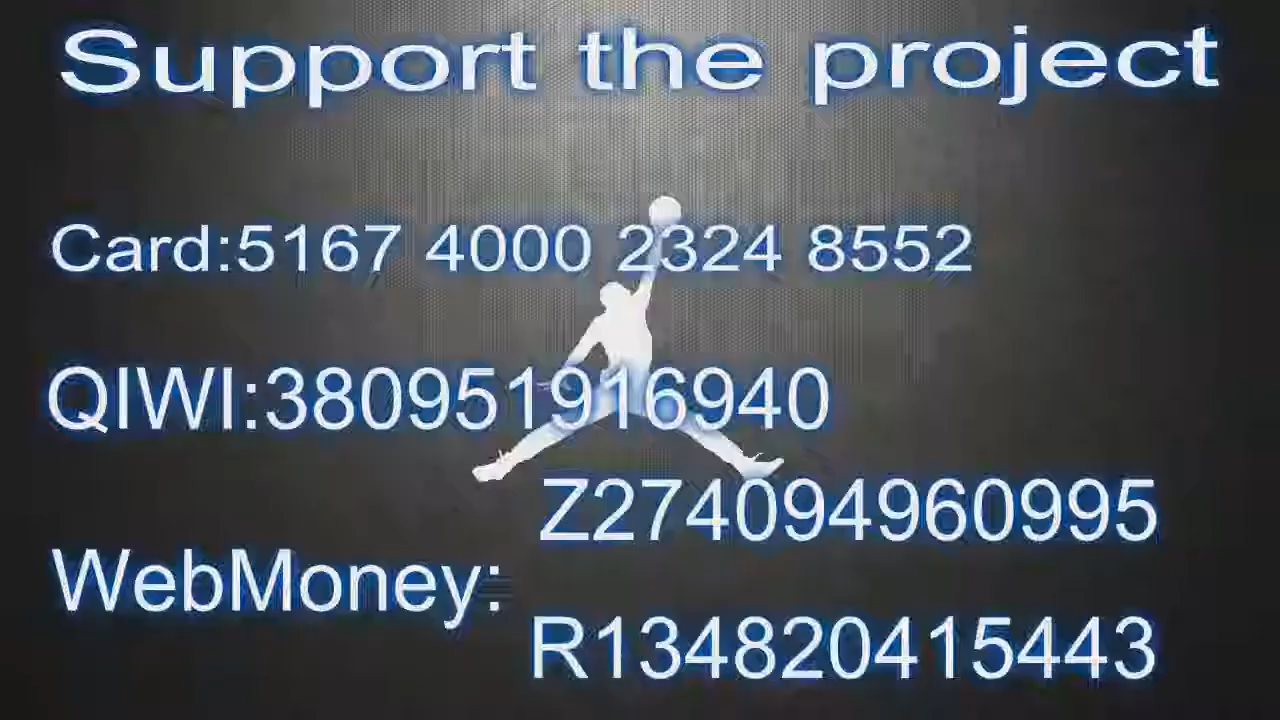 Support the project
Card:5167 4000 2324 8552
QIWI:380951916940
Z274094960995
WebMoney:
R134820415443